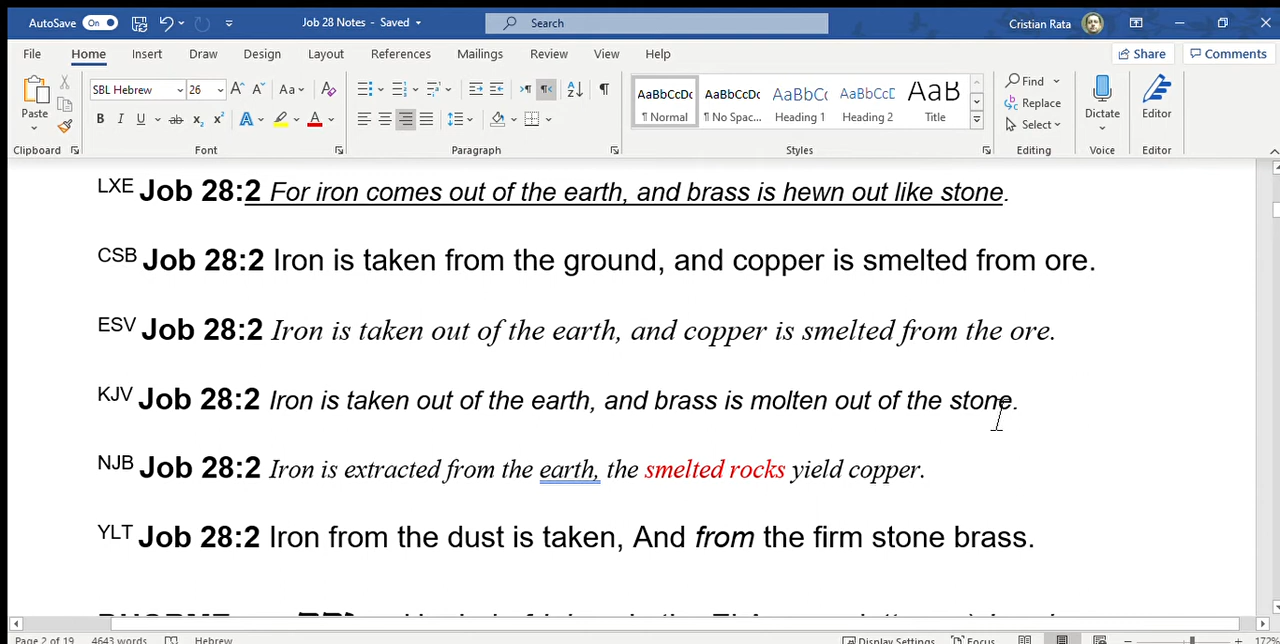 AutoSave On Job 28 Notes - Saved Search Cristian Rata
File Home Insert Draw Design Layout References Mailings Review View Help Share Comments
Paste
SBL Hebrew 26 A A Aa A
B I U ab x₂ x² A A
AaBbCcDc AaBbCcDc AaBbCc AaBbCcD AaB
¶ Normal ¶ No Spac... Heading 1 Heading 2 Title
Find
Replace
Select
Dictate
Editor
Clipboard Font Paragraph Styles Editing Voice Editor
LXE Job 28:2 For iron comes out of the earth, and brass is hewn out like stone.
CSB Job 28:2 Iron is taken from the ground, and copper is smelted from ore.
ESV Job 28:2 Iron is taken out of the earth, and copper is smelted from the ore.
KJV Job 28:2 Iron is taken out of the earth, and brass is molten out of the stone.
NJB Job 28:2 Iron is extracted from the earth, the smelted rocks yield copper.
YLT Job 28:2 Iron from the dust is taken, And from the firm stone brass.
Page 2 of 19 4643 words Hebrew Display Settings Focus 172%